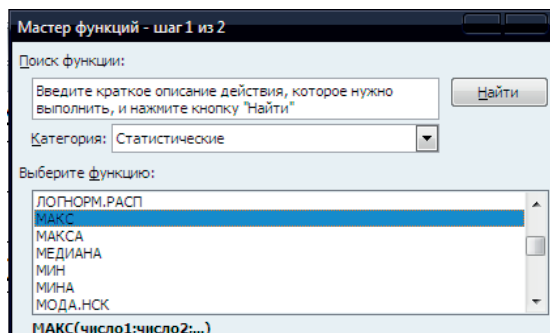 Мастер функций - шаг 1 из 2
Поиск функции:
Введите краткое описание действия, которое нужно
выполнить, и нажмите кнопку "Найти"
Найти
Категория: Статистические
Выберите функцию:
ЛОГНОРМ.РАСП
МАКС
МАКСА
МЕДИАНА
МИН
МИНА
МОДА.НСК
МАКС(число1;число2;...)